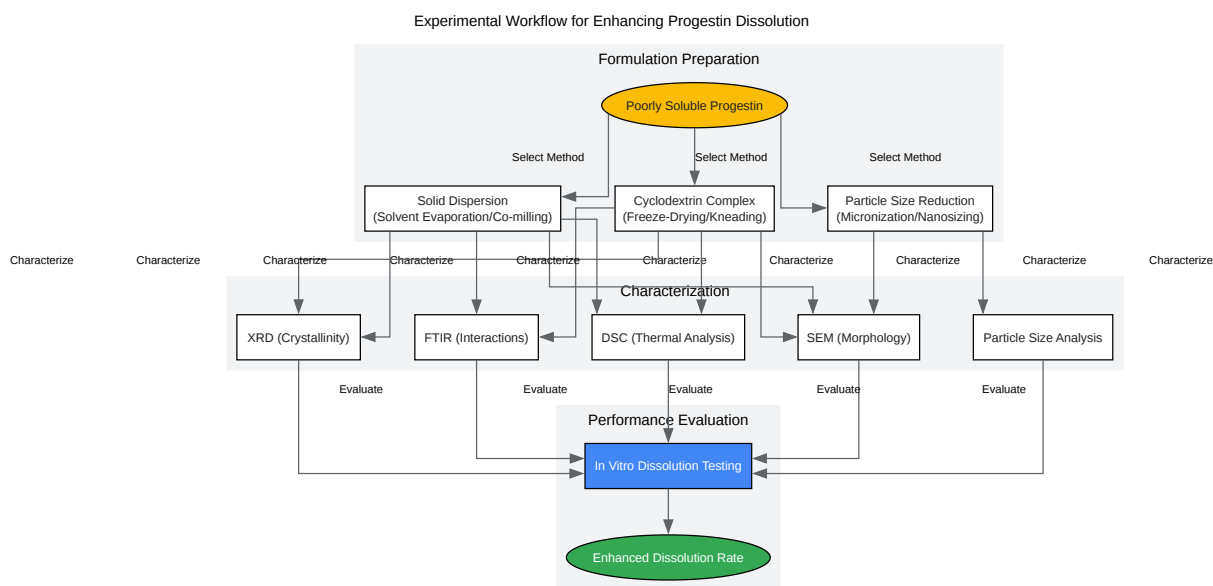 Experimental Workflow for Enhancing Progestin Dissolution
Formulation Preparation
Poorly Soluble Progestin
Select Method
Select Method
Select Method
Solid Dispersion
(Solvent Evaporation/Co-milling)
Cyclodextrin Complex
(Freeze-Drying/Kneading)
Particle Size Reduction
(Micronization/Nanosizing)
Characterize
Characterize
Characterize
Characterize
Characterize
Characterize
Characterize
Characterize
Characterize
Characterize
Characterization
XRD (Crystallinity)
FTIR (Interactions)
DSC (Thermal Analysis)
SEM (Morphology)
Particle Size Analysis
Evaluate
Evaluate
Evaluate
Evaluate
Evaluate
Performance Evaluation
In Vitro Dissolution Testing
Enhanced Dissolution Rate